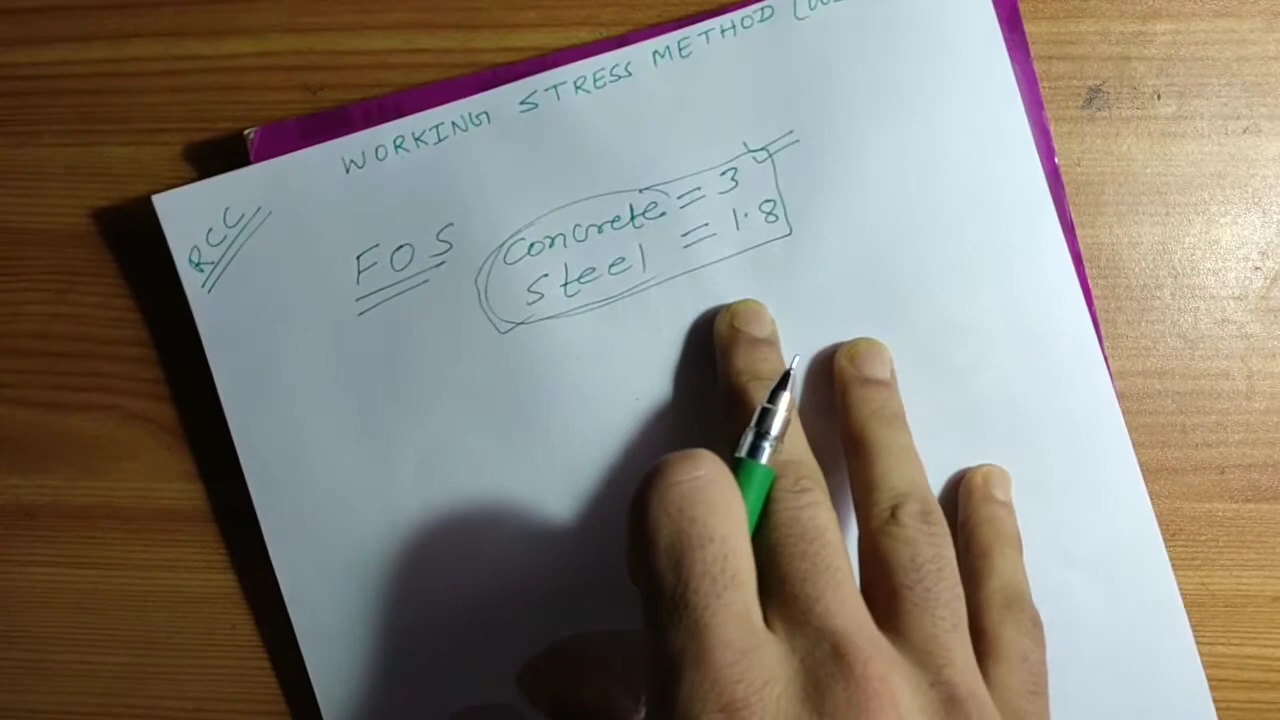 WORKING STRESS METHOD
RCC
FOS
concrete = 3
steel = 1.8